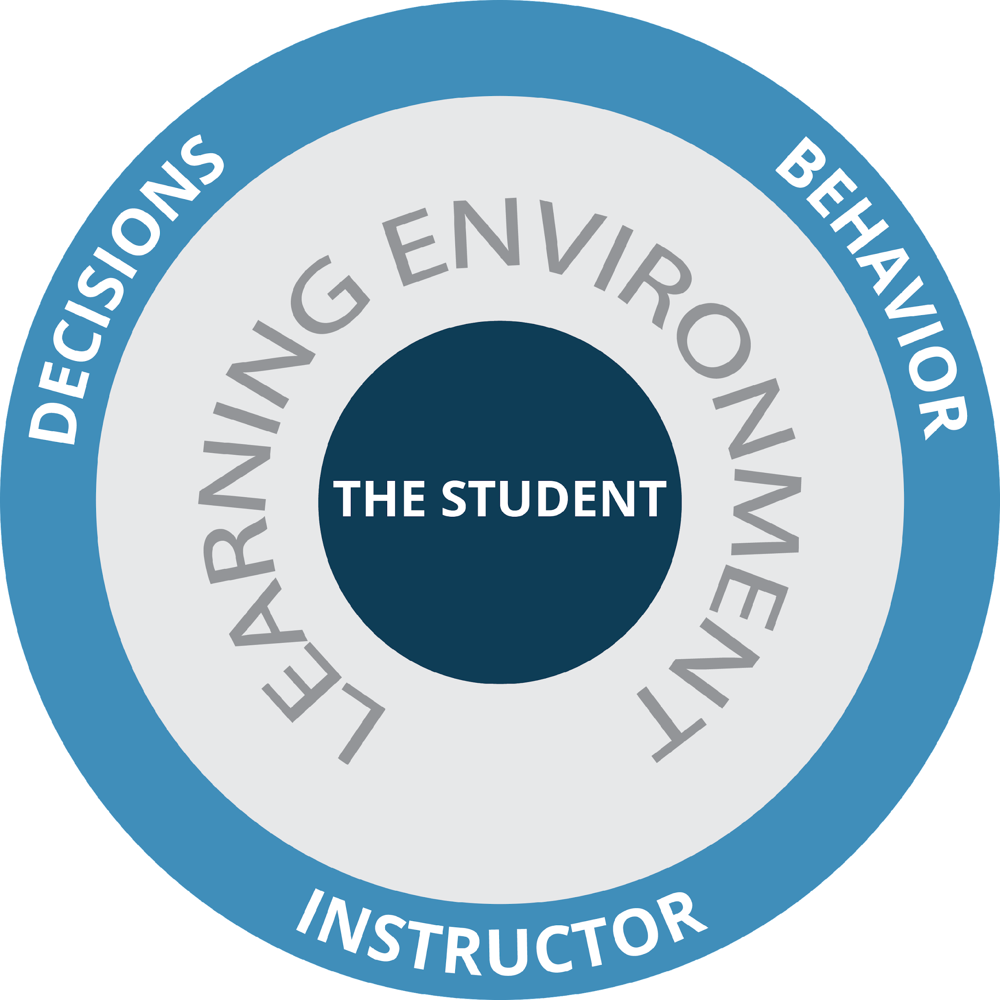 DECISIONS
BEHAVIOR
LEARNING ENVIRONMENT
THE STUDENT
INSTRUCTOR